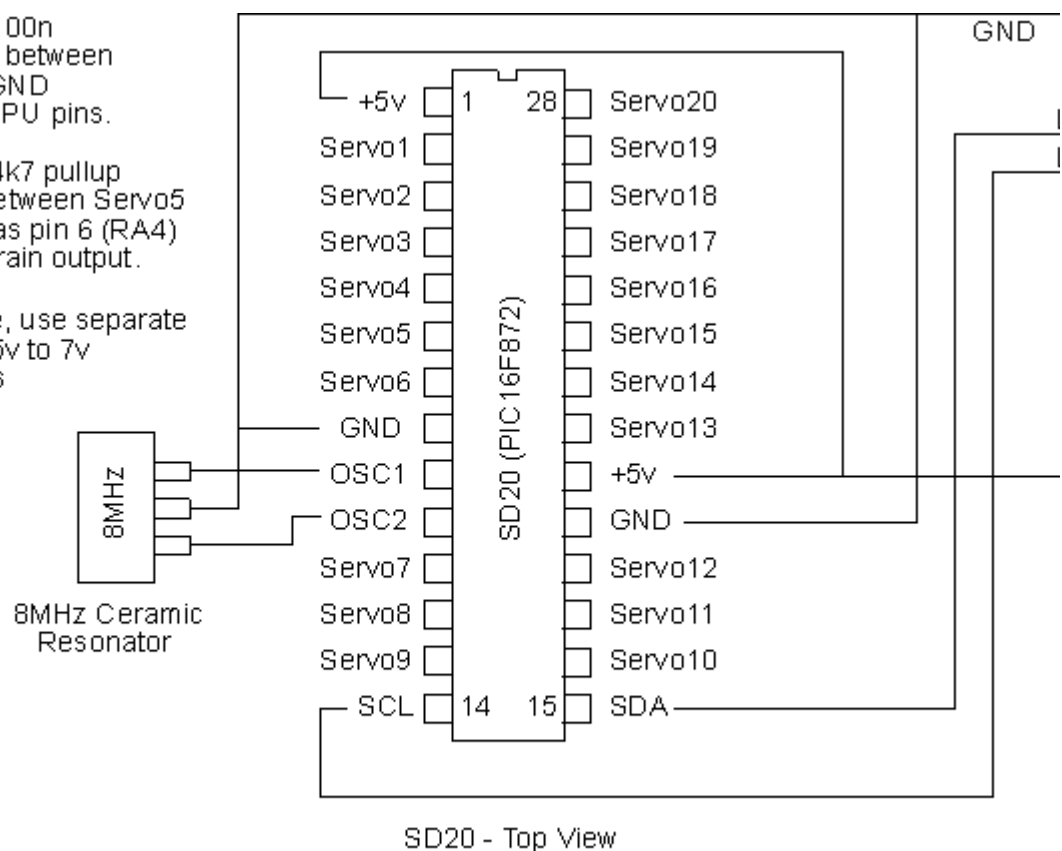 00n
between
GND
PU pins.
4k7 pullup
etween Servo5
as pin 6 (RA4)
rain output.
, use separate
5v to 7v
GND
+5v 1 28 Servo20
Servo1 Servo19
Servo2 Servo18
Servo3 Servo17
Servo4 Servo16
Servo5 Servo15
Servo6 Servo14
GND Servo13
OSC1 +5v
OSC2 GND
Servo7 Servo12
Servo8 Servo11
Servo9 Servo10
SCL 14 15 SDA
SD20 (PIC16F872)
8MHz
8MHz Ceramic
Resonator
SD20 - Top View